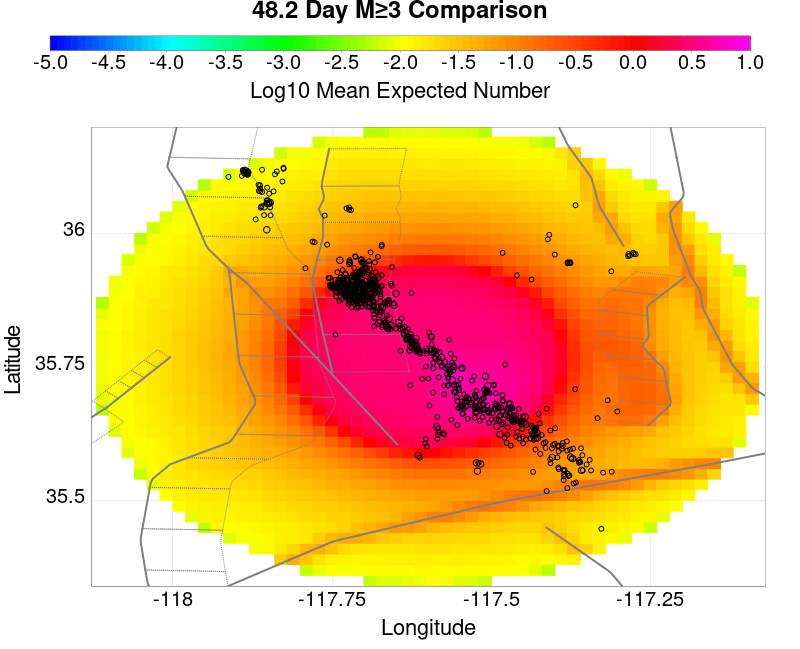 48.2 Day M≥3 Comparison
-5.0 -4.5 -4.0 -3.5 -3.0 -2.5 -2.0 -1.5 -1.0 -0.5 0.0 0.5 1.0
Log10 Mean Expected Number
36
35.75
35.5
Latitude
-118 -117.75 -117.5 -117.25
Longitude